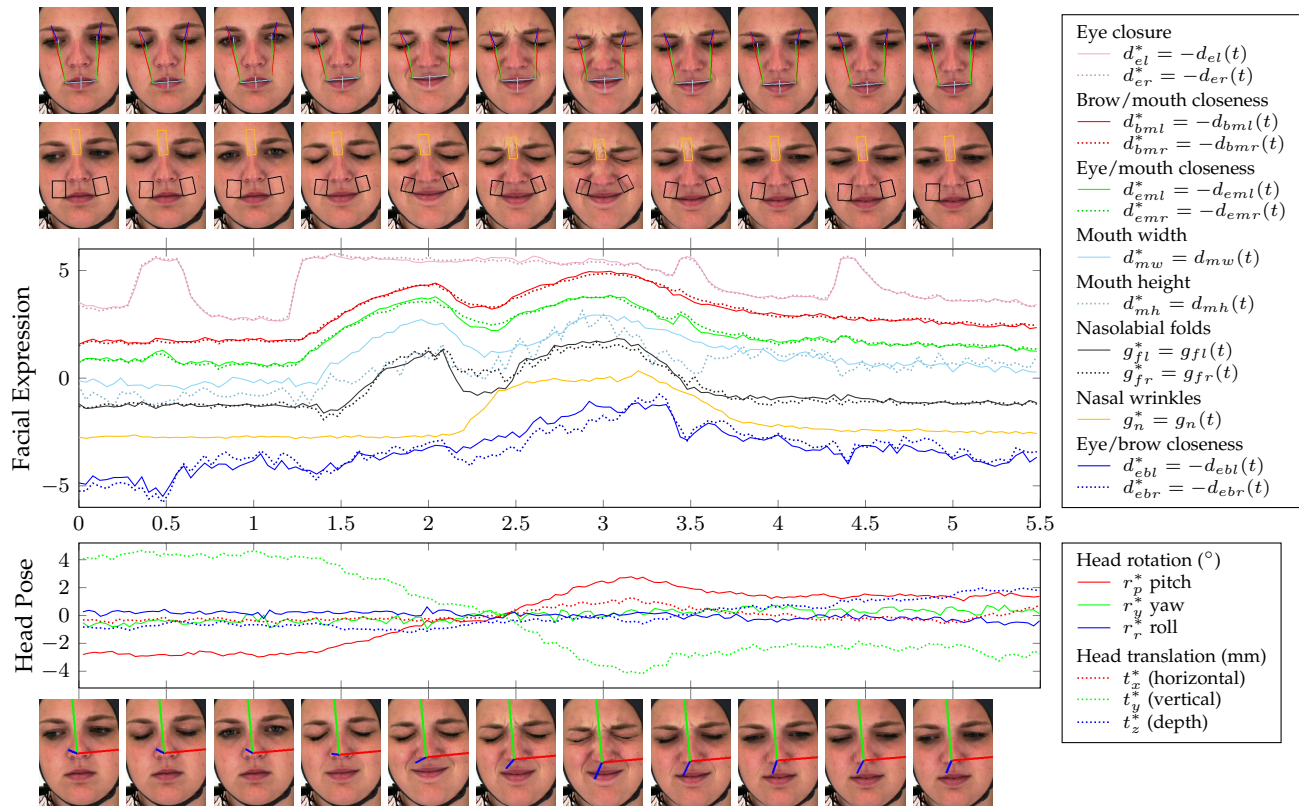 Facial Expression
5
0
−5
0 0.5 1 1.5 2 2.5 3 3.5 4 4.5 5 5.5
Head Pose
4
2
0
−2
−4
Eye closure
d*el = −del(t)
d*er = −der(t)
Brow/mouth closeness
d*bml = −dbml(t)
d*bmr = −dbmr(t)
Eye/mouth closeness
d*eml = −deml(t)
d*emr = −demr(t)
Mouth width
d*mw = dmw(t)
Mouth height
d*mh = dmh(t)
Nasolabial folds
g*fl = gfl(t)
g*fr = gfr(t)
Nasal wrinkles
g*n = gn(t)
Eye/brow closeness
d*ebl = −debl(t)
d*ebr = −debr(t)
Head rotation (°)
r*p pitch
r*y yaw
r*r roll
Head translation (mm)
t*x (horizontal)
t*y (vertical)
t*z (depth)